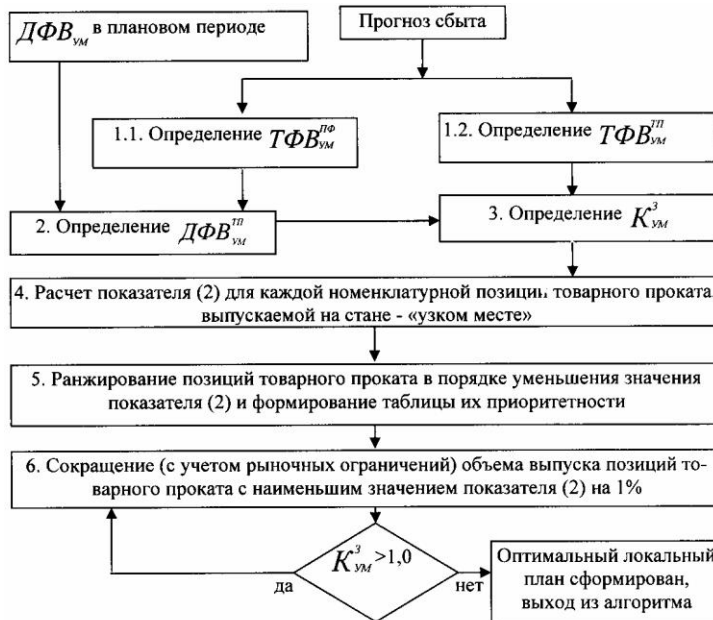 ДФВ_ум в плановом периоде
Прогноз сбыта
1.1. Определение ТФВ_ум^ПФ
1.2. Определение ТФВ_ум^ТП
2. Определение ДФВ_ум^ТП
3. Определение К_ум^З
4. Расчет показателя (2) для каждой номенклатурной позиции товарного проката,
выпускаемой на стане - «узком месте»
5. Ранжирование позиций товарного проката в порядке уменьшения значения
показателя (2) и формирование таблицы их приоритетности
6. Сокращение (с учетом рыночных ограничений) объема выпуска позиций то-
варного проката с наименьшим значением показателя (2) на 1%
К_ум^З >1,0
да
нет
Оптимальный локальный
план сформирован,
выход из алгоритма